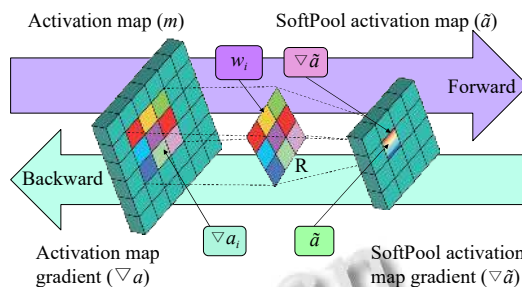 Activation map (m)
SoftPool activation map (ã)
w_i
▽ã
Forward
R
Backward
▽a_i
ã
Activation map
gradient (▽a)
SoftPool activation
map gradient (▽ã)